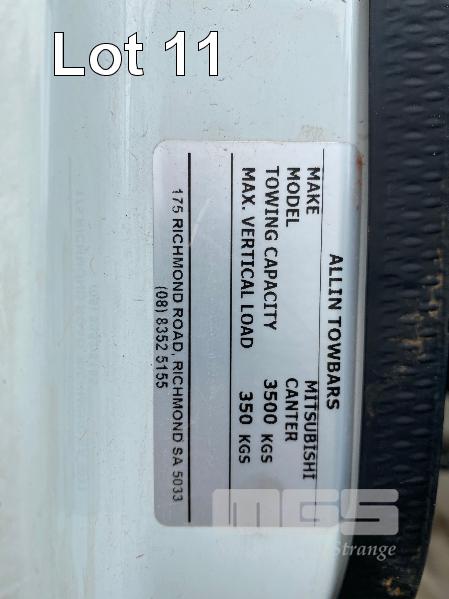 Lot 11
ALLIN TOWBARS
MAKE MITSUBISHI
MODEL CANTER
TOWING CAPACITY 3500 KGS
MAX. VERTICAL LOAD 350 KGS
175 RICHMOND ROAD, RICHMOND SA 5033
(08) 8352 5155
MGS
Strange